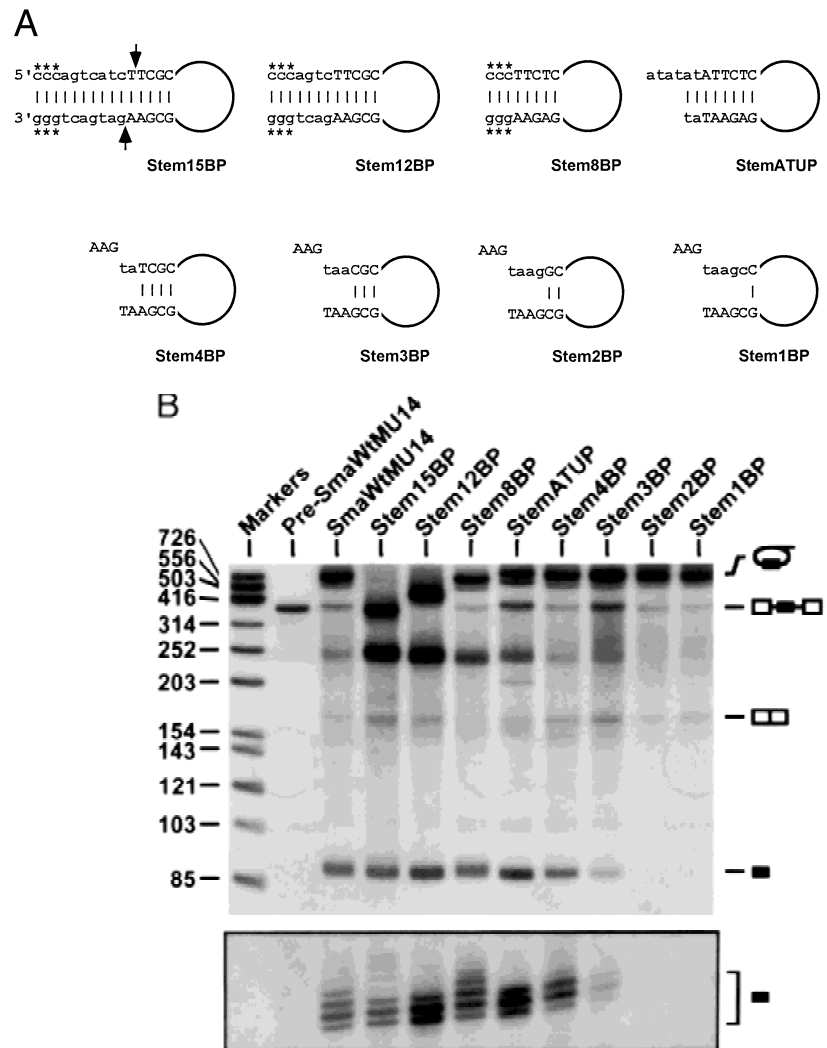 A
*** *** ***
5'cccagtcatcTTCGC cccagtcTTCGC cccTTCTC atatatATTCTC
3'gggtcagtagAAGCG gggtcagAAGCG gggAAGAG taTAAGAG
*** *** ***
Stem15BP Stem12BP Stem8BP StemATUP
AAG AAG AAG AAG
taTCGC taaCGC taagGC taagcC
TAAGCG TAAGCG TAAGCG TAAGCG
Stem4BP Stem3BP Stem2BP Stem1BP
B
Markers
Pre-SmaWtMU14
SmaWtMU14
Stem15BP
Stem12BP
Stem8BP
StemATUP
Stem4BP
Stem3BP
Stem2BP
Stem1BP
726
556
503
416
314
252
203
154
143
121
103
85